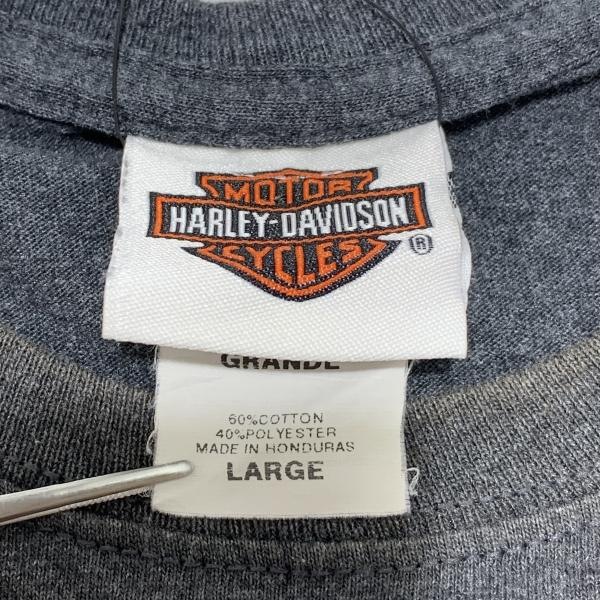 MOTOR
HARLEY-DAVIDSON
CYCLES
®
GRANDE
60%COTTON
40%POLYESTER
MADE IN HONDURAS
LARGE